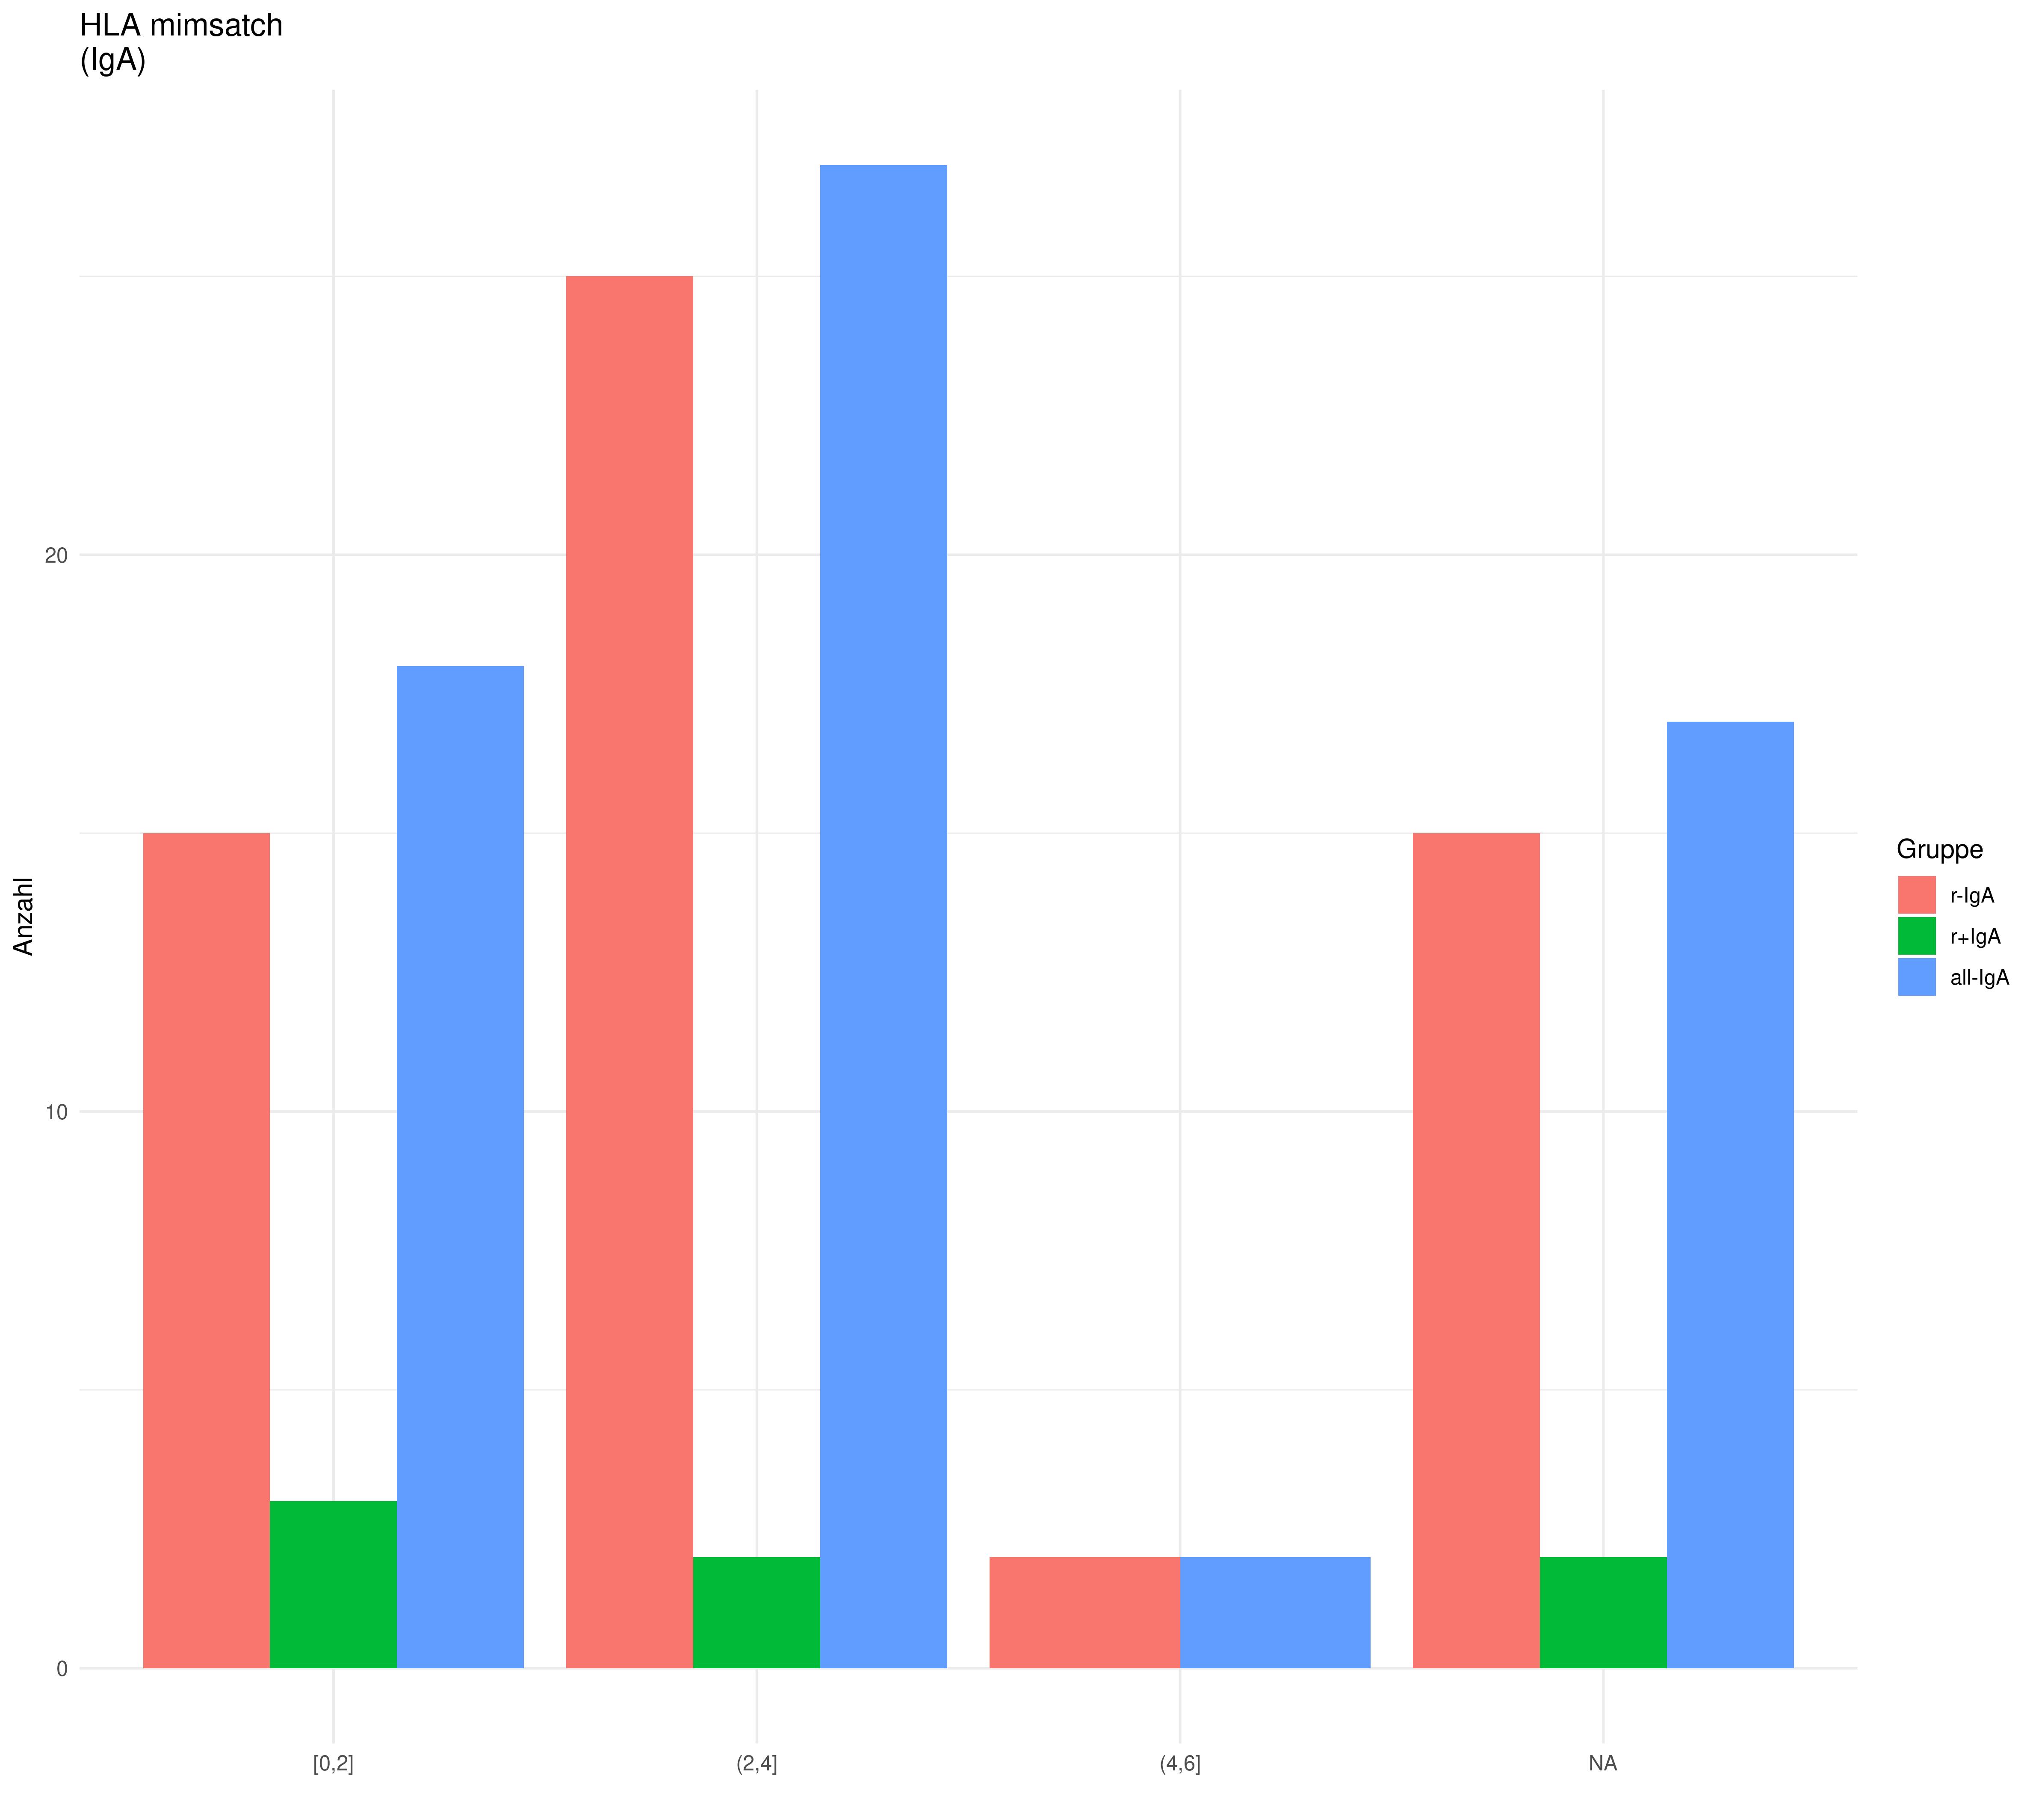 HLA mimsatch
(IgA)
Anzahl
20
10
0
[0,2]
(2,4]
(4,6]
NA
Gruppe
r-IgA
r+IgA
all-IgA